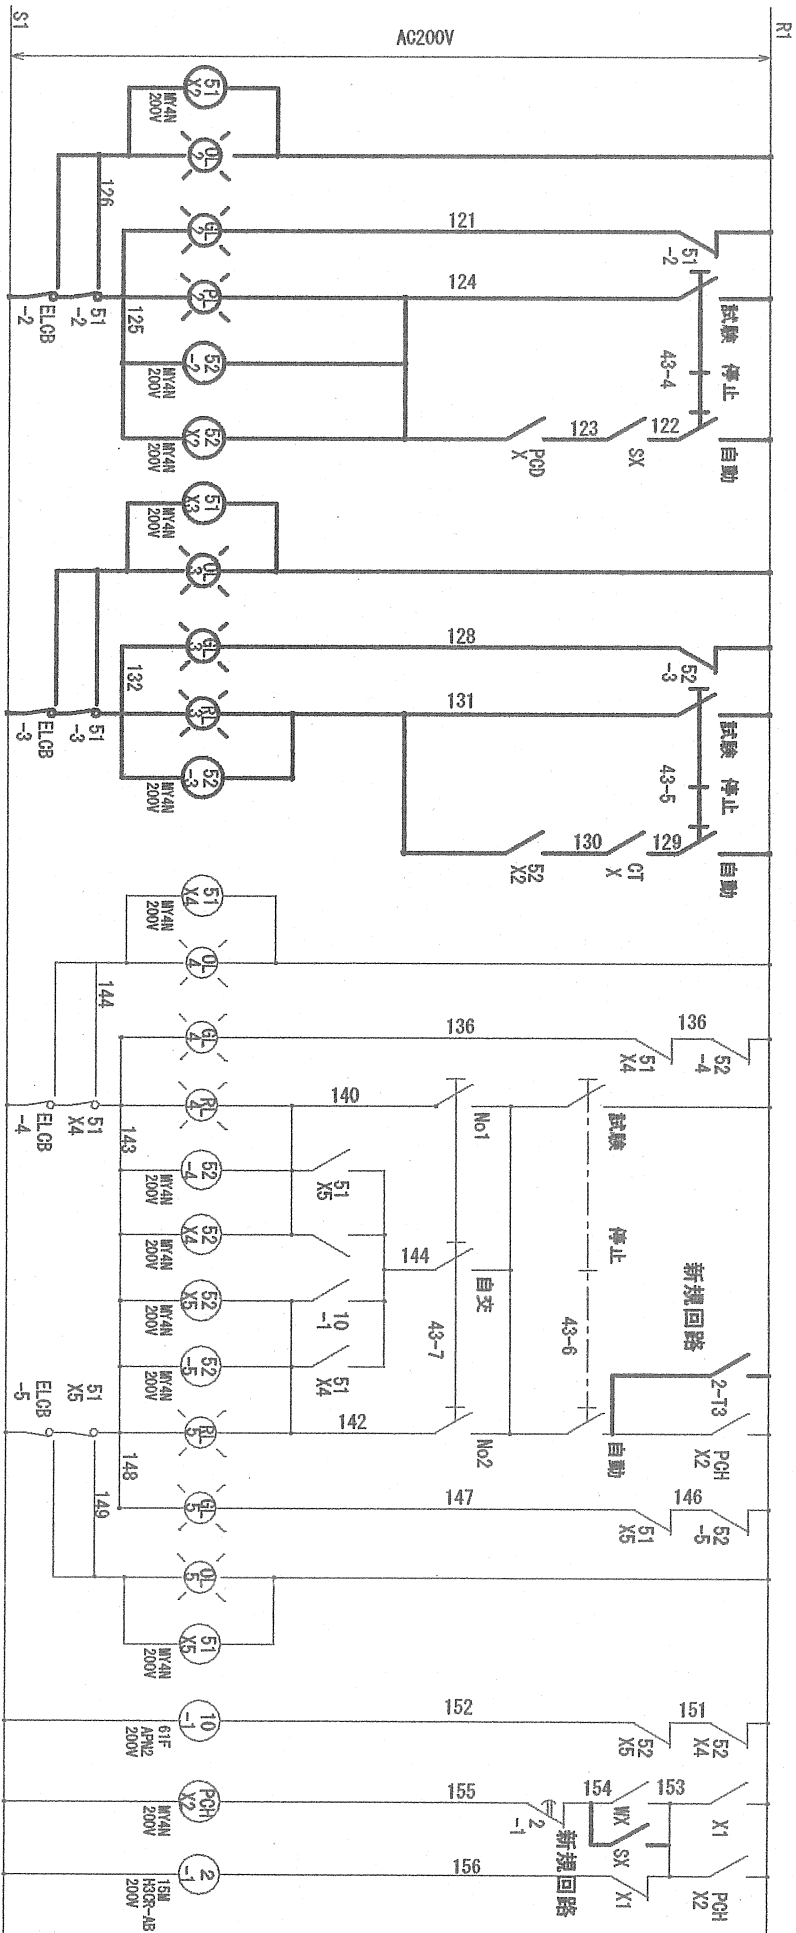 S1
R1
AC200V
51
X2
MY4N
200V
OL
2
126
GL
2
121
51
-2
RL
2
124
125
ELCB
-2
51
-2
試験
停止
自動
43-4
52
-2
MY4N
200V
52
X2
MY4N
200V
PCD
X
123
SX
122
51
X3
MY4N
200V
OL
3
GL
3
128
52
-3
132
RL
3
131
ELCB
-3
51
-3
試験
停止
自動
43-5
52
-3
MY4N
200V
52
X2
130
CT
X
129
51
X4
MY4N
200V
OL
4
144
GL
4
136
51
X4
136
52
-4
RL
4
140
No1
試験
143
ELCB
-4
51
X4
52
-4
MY4N
200V
51
X5
52
X4
MY4N
200V
144
自交
停止
52
X5
MY4N
200V
10
-1
43-7
43-6
新規回路
52
-5
MY4N
200V
51
X4
2-T3
RL
5
142
No2
自動
PCH
X2
ELCB
-5
51
X5
148
GL
5
147
51
X5
146
52
-5
149
OL
5
51
X5
MY4N
200V
10
-1
61F
APN2
200V
152
52
X5
151
52
X4
PCH
X2
MY4N
200V
155
2
-1
154
WX
153
X1
SX
新規回路
2
-1
15M
H3CR-AB
200V
156
X1
PCH
X2